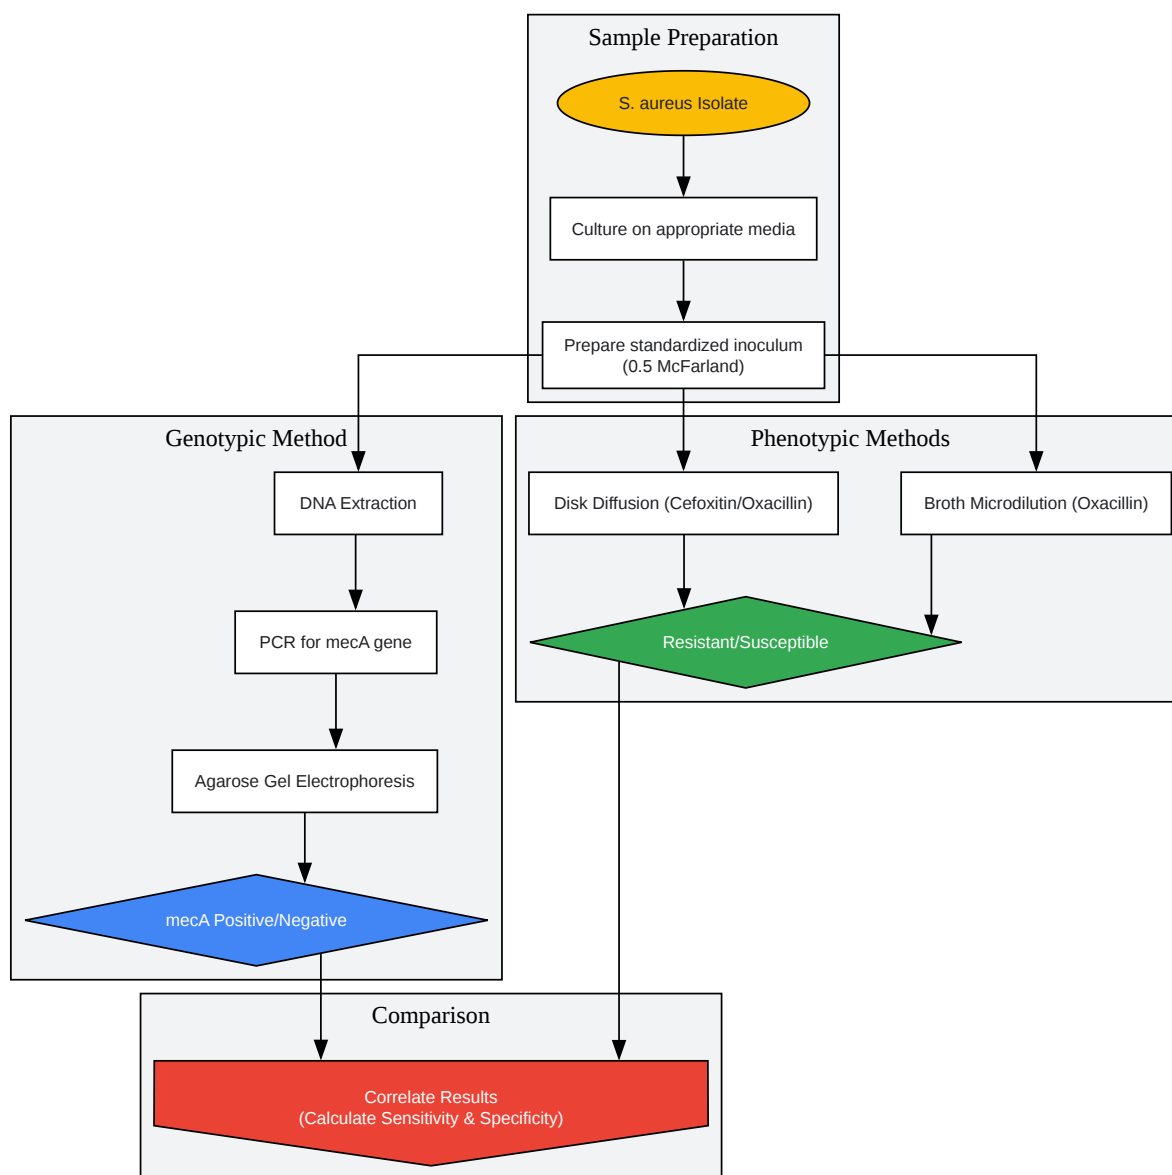 Sample Preparation
S. aureus Isolate
Culture on appropriate media
Prepare standardized inoculum
(0.5 McFarland)
Genotypic Method
DNA Extraction
PCR for mecA gene
Agarose Gel Electrophoresis
mecA Positive/Negative
Phenotypic Methods
Disk Diffusion (Cefoxitin/Oxacillin)
Broth Microdilution (Oxacillin)
Resistant/Susceptible
Comparison
Correlate Results
(Calculate Sensitivity & Specificity)